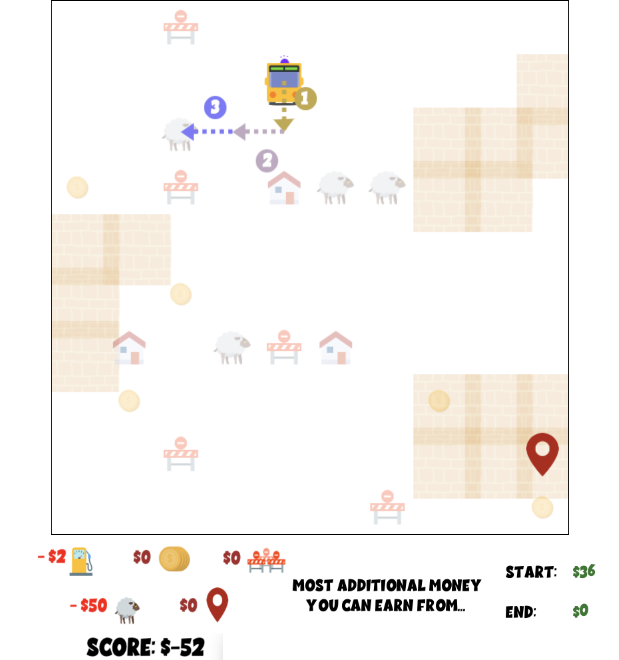 1
3
2
- $2
$0
$0
START: $36
MOST ADDITIONAL MONEY
YOU CAN EARN FROM...
- $50
$0
END: $0
SCORE: $-52